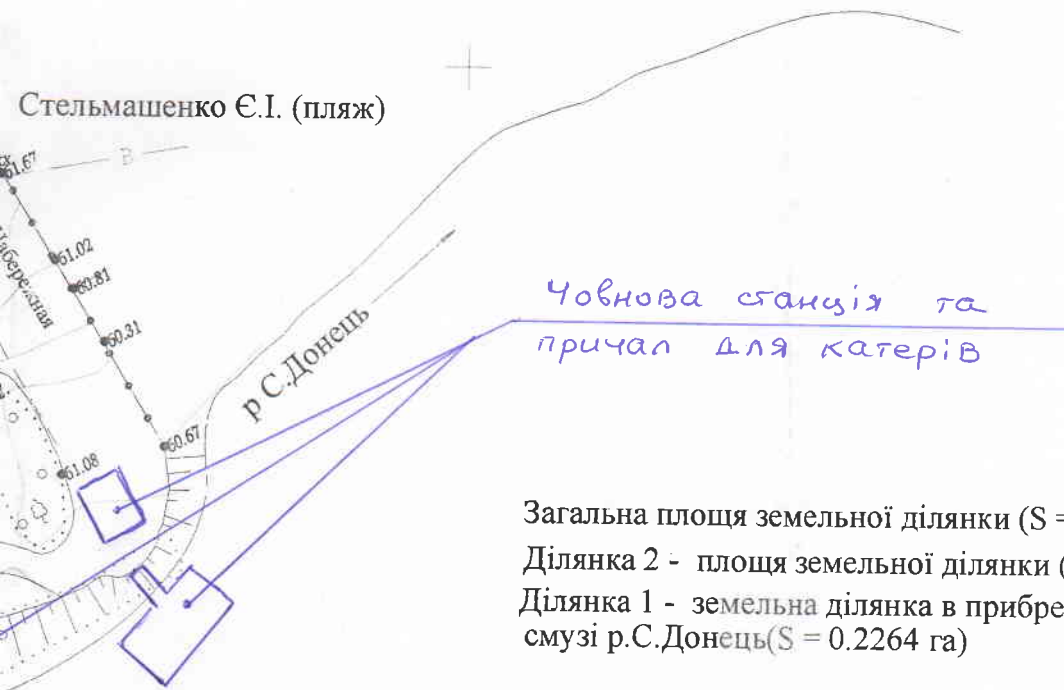 Стельмашенко Є.І. (пляж)
61.67
В
61.02
Набережная
60.81
60.31
Човнова станція та
причал для катерів
р С.Донець
60.67
61.08
Загальна площа земельної ділянки (S =
Ділянка 2 - площа земельної ділянки (
Ділянка 1 - земельна ділянка в прибре
смузі р.С.Донець(S = 0.2264 га)